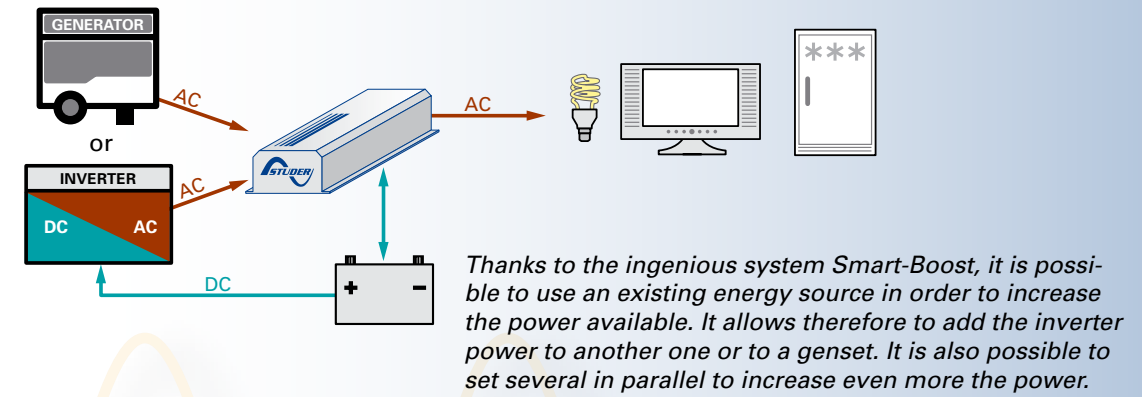 GENERATOR
AC
or
INVERTER
DC
AC
AC
STUDER
AC
DC
+
-
***
Thanks to the ingenious system Smart-Boost, it is possi-
ble to use an existing energy source in order to increase
the power available. It allows therefore to add the inverter
power to another one or to a genset. It is also possible to
set several in parallel to increase even more the power.